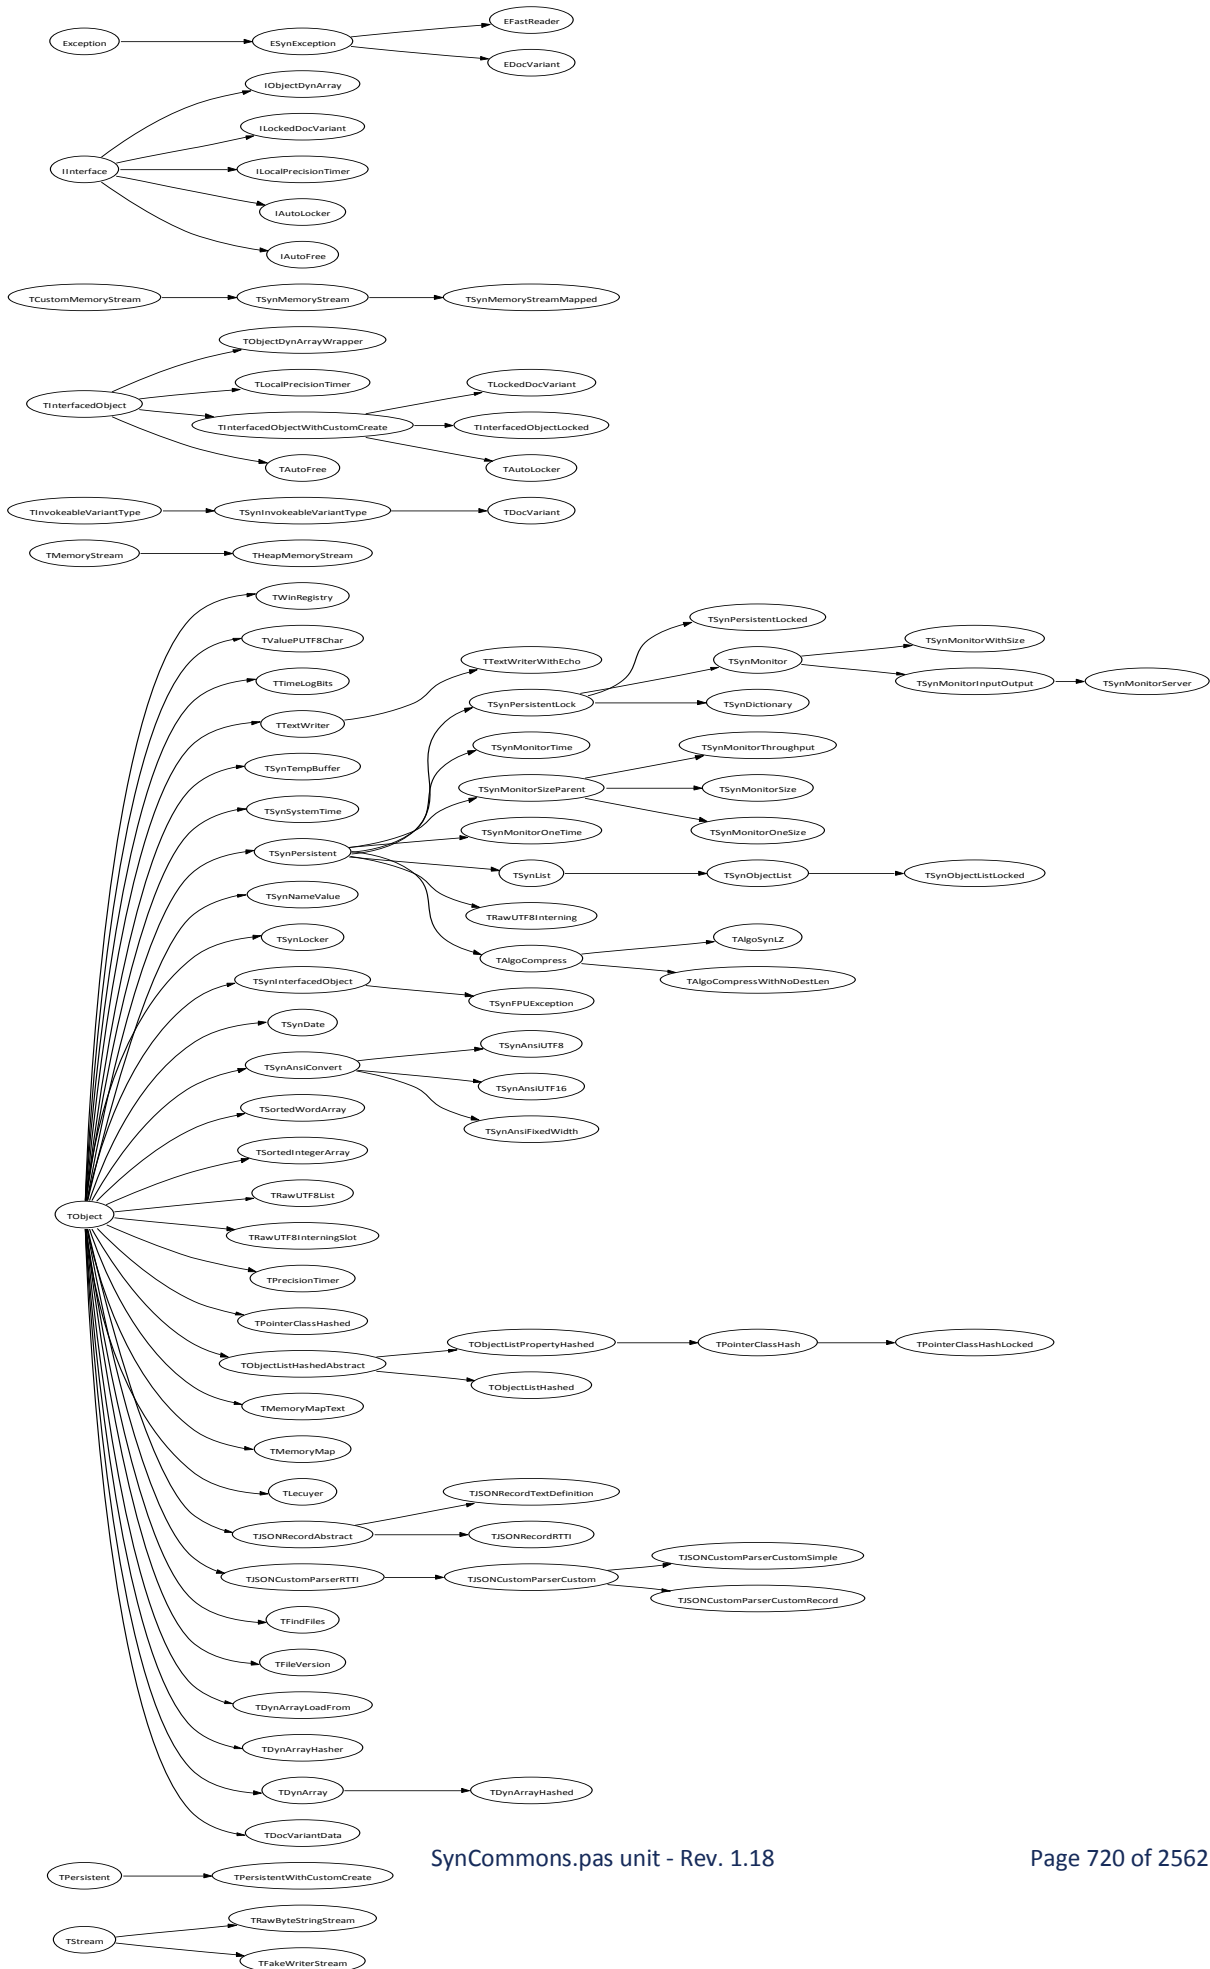 EFastReader
Exception
ESynException
EDocVariant
IObjectDynArray
ILockedDocVariant
IInterface
ILocalPrecisionTimer
IAutoLocker
IAutoFree
TCustomMemoryStream
TSynMemoryStream
TSynMemoryStreamMapped
TObjectDynArrayWrapper
TLocalPrecisionTimer
TLockedDocVariant
TInterfacedObject
TInterfacedObjectWithCustomCreate
TInterfacedObjectLocked
TAutoFree
TAutoLocker
TInvokeableVariantType
TSynInvokeableVariantType
TDocVariant
TMemoryStream
THeapMemoryStream
TWinRegistry
TSynPersistentLocked
TValuePUTF8Char
TSynMonitorWithSize
TTextWriterWithEcho
TSynMonitor
TTimeLogBits
TSynMonitorInputOutput
TSynMonitorServer
TSynPersistentLock
TSynDictionary
TTextWriter
TSynMonitorTime
TSynMonitorThroughput
TSynTempBuffer
TSynMonitorSizeParent
TSynMonitorSize
TSynSystemTime
TSynMonitorOneTime
TSynMonitorOneSize
TSynPersistent
TSynList
TSynObjectList
TSynObjectListLocked
TSynNameValue
TRawUTF8Interning
TSynLocker
TAlgoSynLZ
TAlgoCompress
TSynInterfacedObject
TAlgoCompressWithNoDestLen
TSynFPUException
TSynDate
TSynAnsiUTF8
TSynAnsiConvert
TSynAnsiUTF16
TSortedWordArray
TSynAnsiFixedWidth
TSortedIntegerArray
TRawUTF8List
TObject
TRawUTF8InterningSlot
TPrecisionTimer
TPointerClassHashed
TObjectListPropertyHashed
TPointerClassHash
TPointerClassHashLocked
TObjectListHashedAbstract
TObjectListHashed
TMemoryMapText
TMemoryMap
TLecuyer
TJSONRecordTextDefinition
TJSONRecordAbstract
TJSONRecordRTTI
TJSONCustomParserCustomSimple
TJSONCustomParserRTTI
TJSONCustomParserCustom
TJSONCustomParserCustomRecord
TFindFiles
TFileVersion
TDynArrayLoadFrom
TDynArrayHasher
TDynArray
TDynArrayHashed
TDocVariantData
SynCommons.pas unit - Rev. 1.18
Page 720 of 2562
TPersistent
TPersistentWithCustomCreate
TRawByteStringStream
TStream
TFakeWriterStream